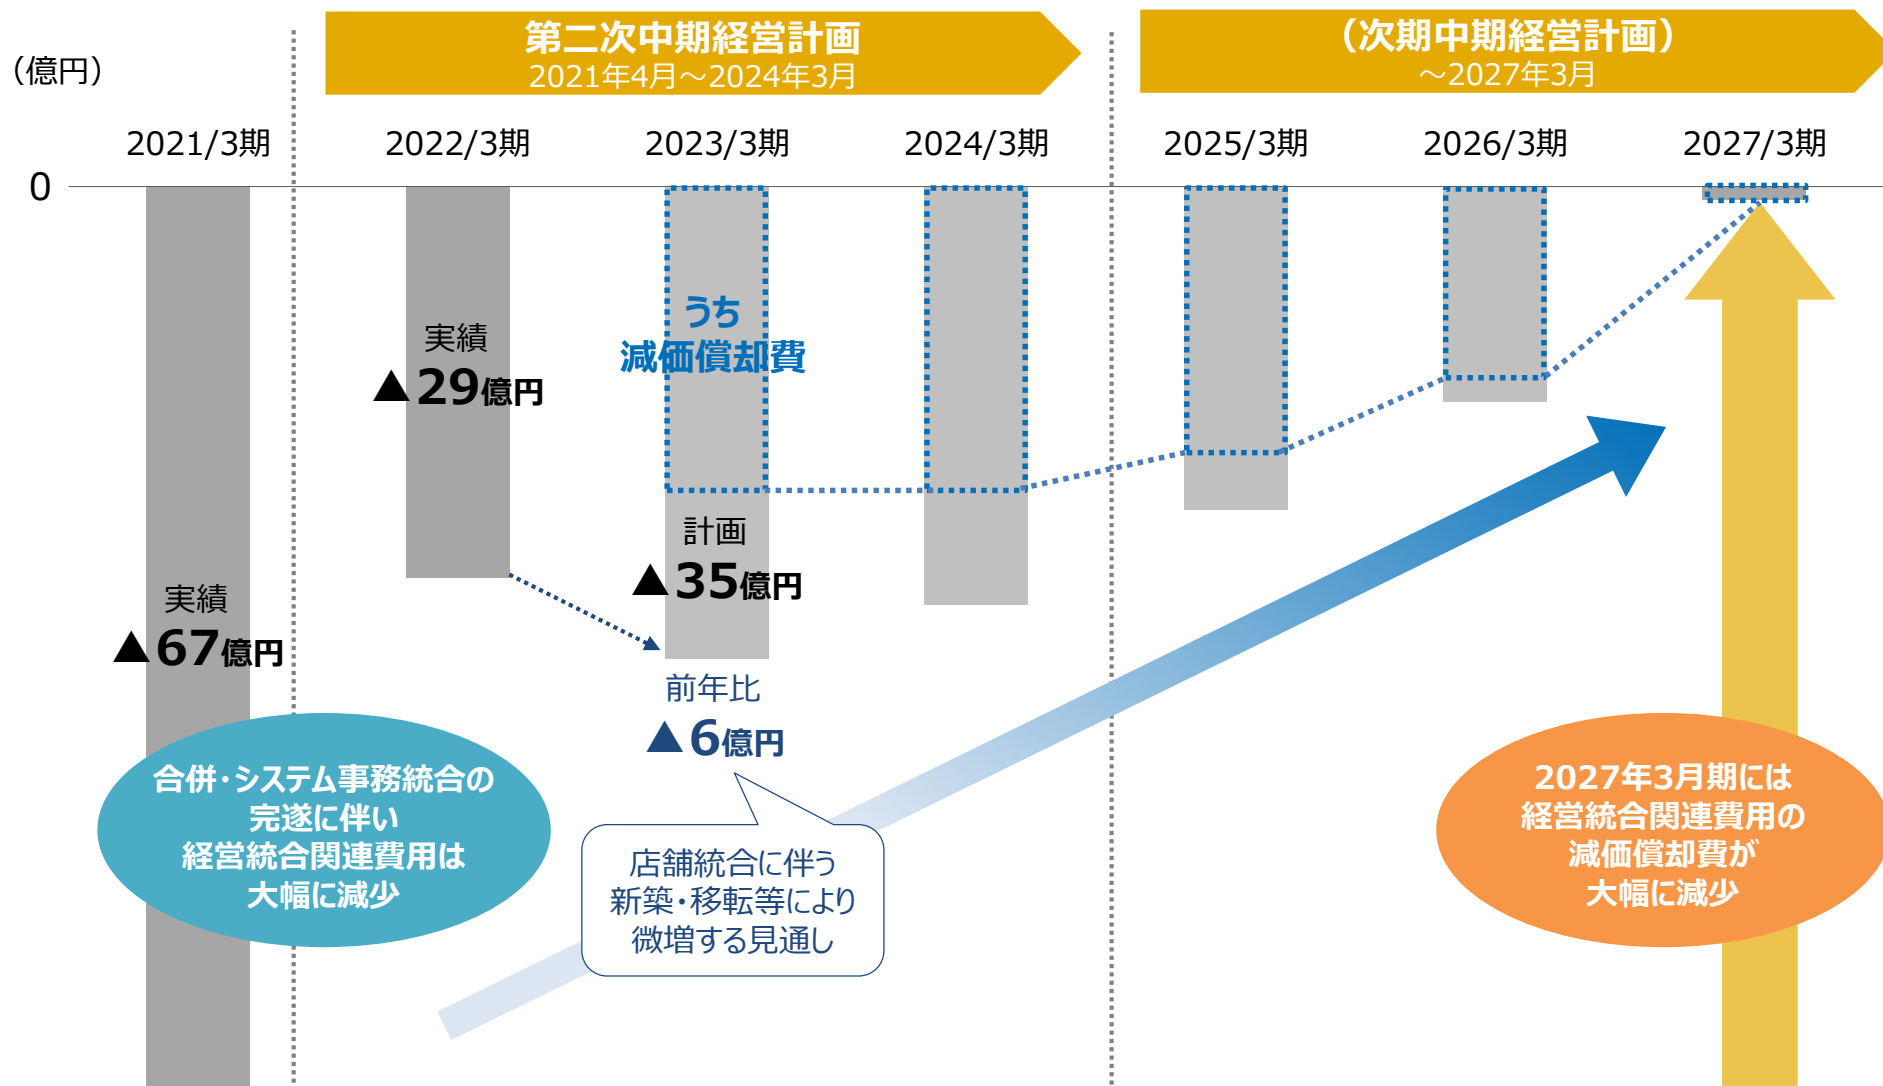 （億円）
第二次中期経営計画
2021年4月～2024年3月
（次期中期経営計画）
～2027年3月
2021/3期
2022/3期
2023/3期
2024/3期
2025/3期
2026/3期
2027/3期
0
うち
減価償却費
実績
▲29億円
計画
▲35億円
実績
▲67億円
前年比
▲6億円
合併・システム事務統合の
完遂に伴い
経営統合関連費用は
大幅に減少
店舗統合に伴う
新築・移転等により
微増する見通し
2027年3月期には
経営統合関連費用の
減価償却費が
大幅に減少